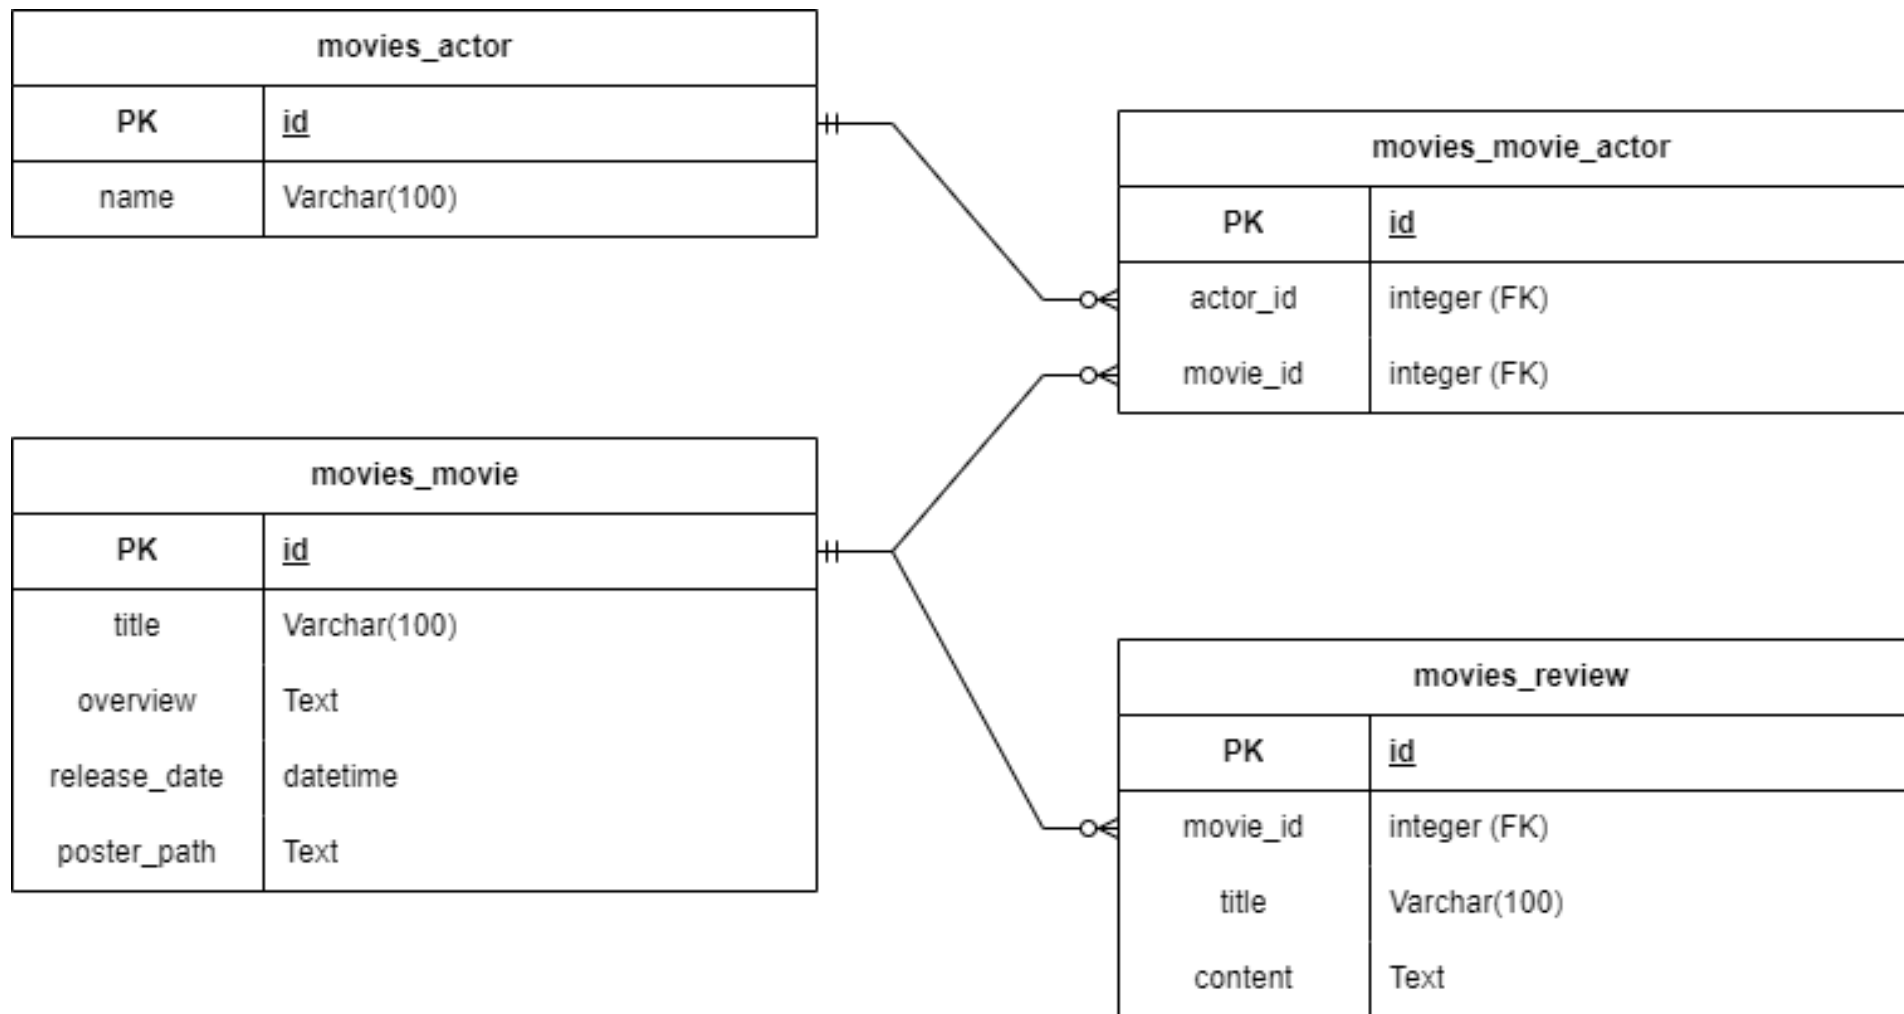 movies_actor
PK id
name Varchar(100)
movies_movie_actor
PK id
actor_id integer (FK)
movie_id integer (FK)
movies_movie
PK id
title Varchar(100)
overview Text
release_date datetime
poster_path Text
movies_review
PK id
movie_id integer (FK)
title Varchar(100)
content Text